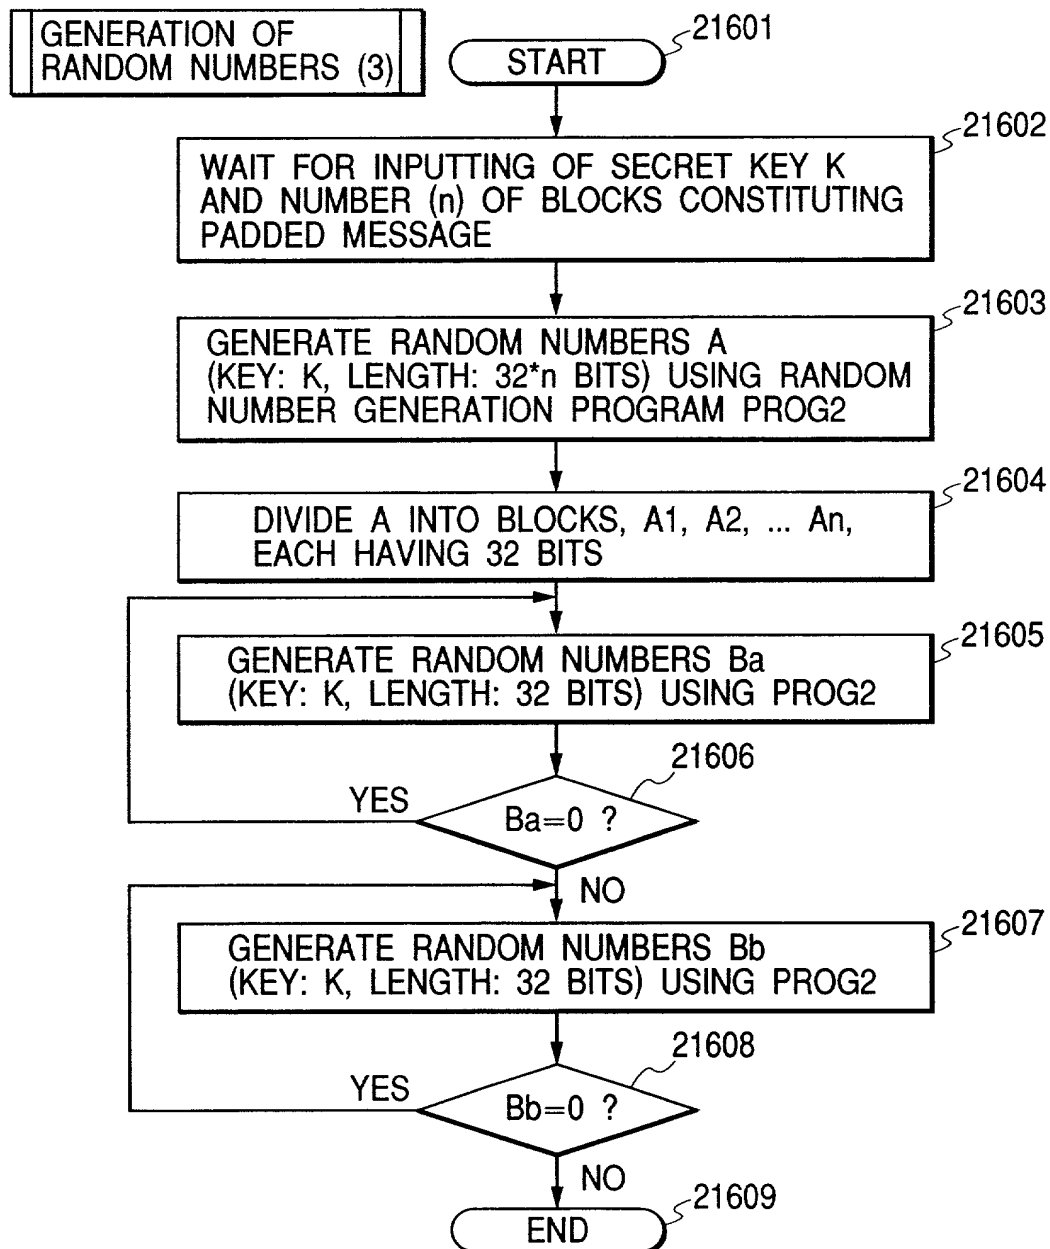 GENERATION OF
RANDOM NUMBERS (3)
START
21601
21602
WAIT FOR INPUTTING OF SECRET KEY K
AND NUMBER (n) OF BLOCKS CONSTITUTING
PADDED MESSAGE
21603
GENERATE RANDOM NUMBERS A
(KEY: K, LENGTH: 32*n BITS) USING RANDOM
NUMBER GENERATION PROGRAM PROG2
21604
DIVIDE A INTO BLOCKS, A1, A2, ... An,
EACH HAVING 32 BITS
21605
GENERATE RANDOM NUMBERS Ba
(KEY: K, LENGTH: 32 BITS) USING PROG2
21606
YES
Ba=0 ?
NO
21607
GENERATE RANDOM NUMBERS Bb
(KEY: K, LENGTH: 32 BITS) USING PROG2
21608
YES
Bb=0 ?
NO
21609
END